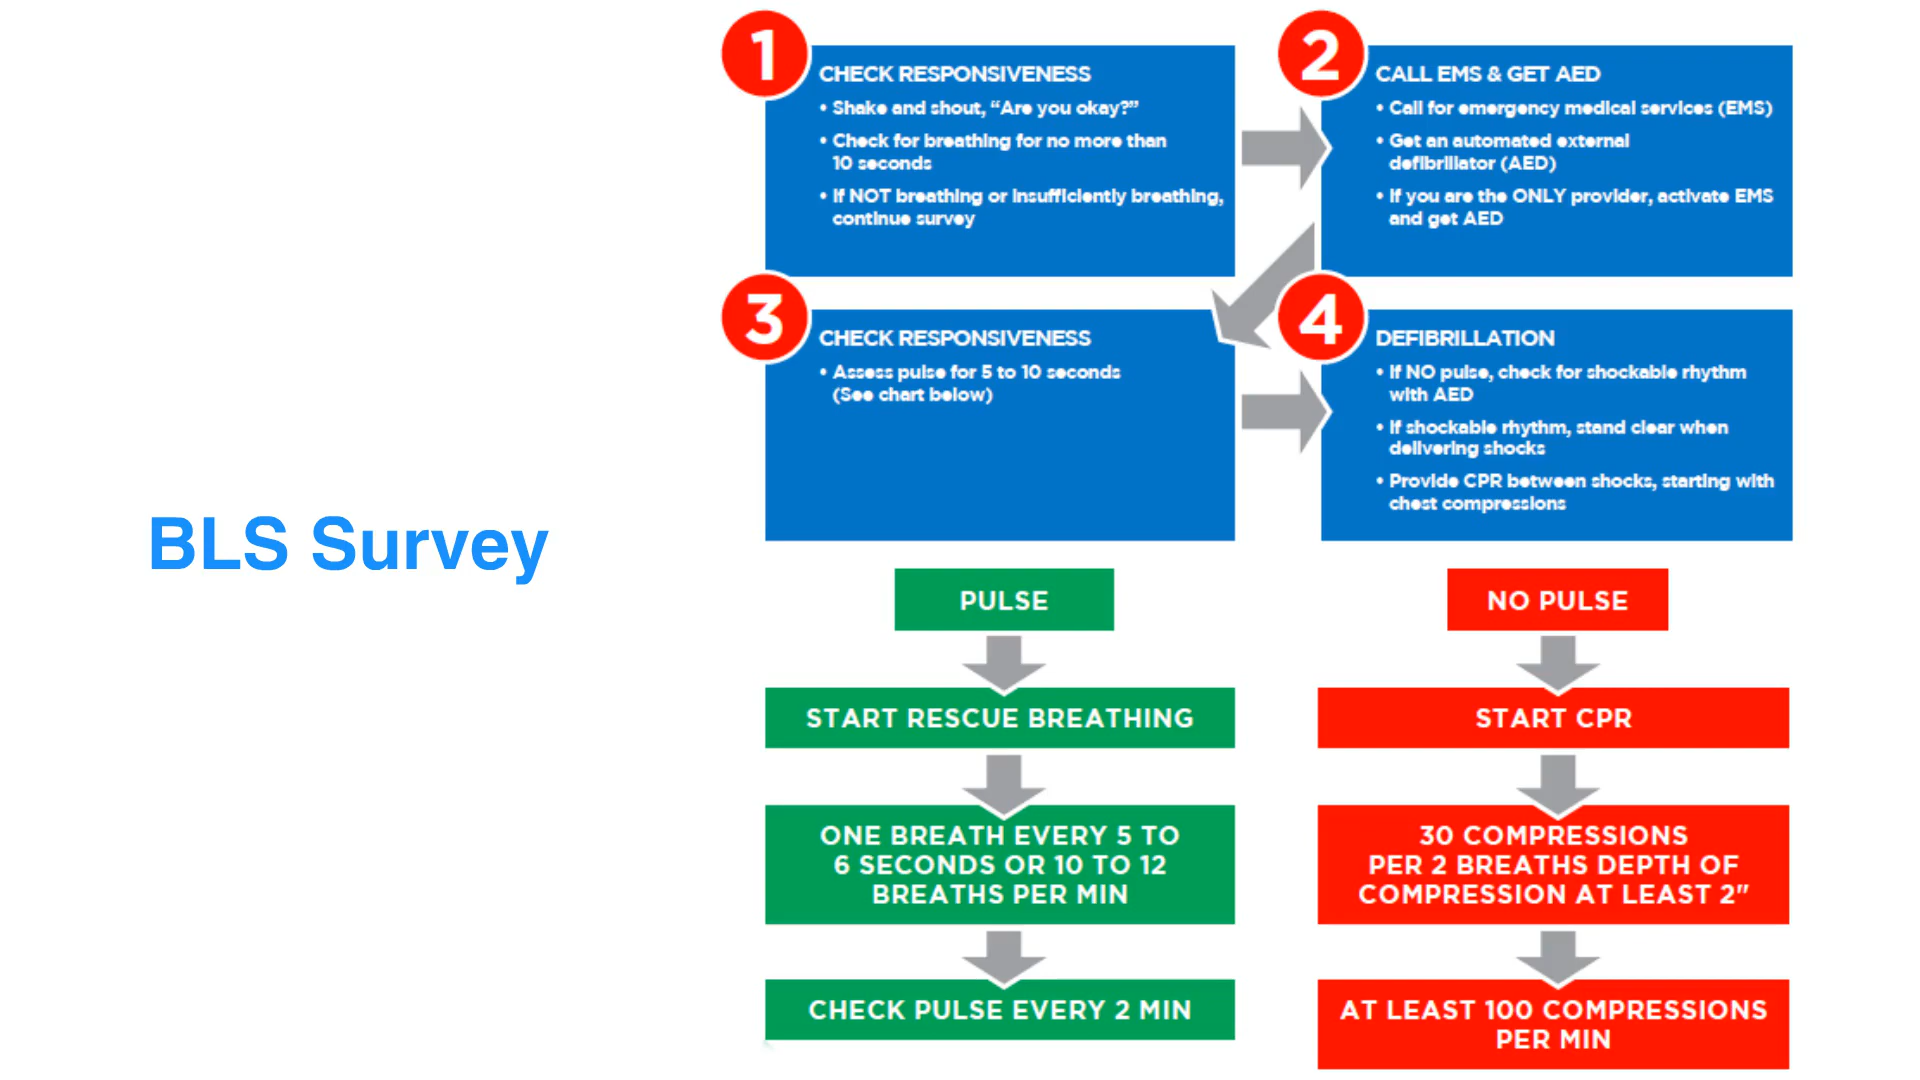 BLS Survey
1
CHECK RESPONSIVENESS
• Shake and shout, “Are you okay?”
• Check for breathing for no more than
10 seconds
• If NOT breathing or insufficiently breathing,
continue survey
2
CALL EMS & GET AED
• Call for emergency medical services (EMS)
• Get an automated external
defibrillator (AED)
• If you are the ONLY provider, activate EMS
and get AED
3
CHECK RESPONSIVENESS
• Assess pulse for 5 to 10 seconds
(See chart below)
4
DEFIBRILLATION
• If NO pulse, check for shockable rhythm
with AED
• If shockable rhythm, stand clear when
delivering shocks
• Provide CPR between shocks, starting with
chest compressions
PULSE
START RESCUE BREATHING
ONE BREATH EVERY 5 TO
6 SECONDS OR 10 TO 12
BREATHS PER MIN
CHECK PULSE EVERY 2 MIN
NO PULSE
START CPR
30 COMPRESSIONS
PER 2 BREATHS DEPTH OF
COMPRESSION AT LEAST 2"
AT LEAST 100 COMPRESSIONS
PER MIN